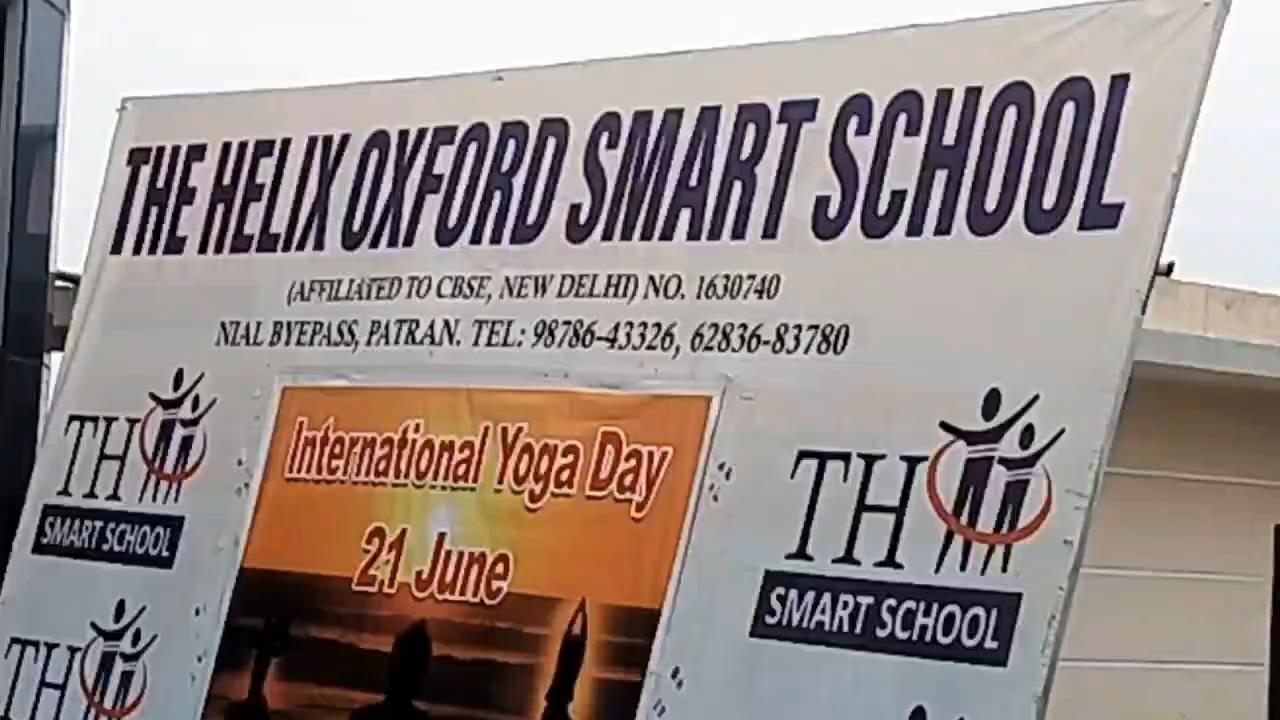 THE HELIX OXFORD SMART SCHOOL
(AFFILIATED TO CBSE, NEW DELHI) NO. 1630740
NIAL BYEPASS, PATRAN. TEL: 98786-43326, 62836-83780
International Yoga Day
21 June
TH
SMART SCHOOL
TH
SMART SCHOOL
TH